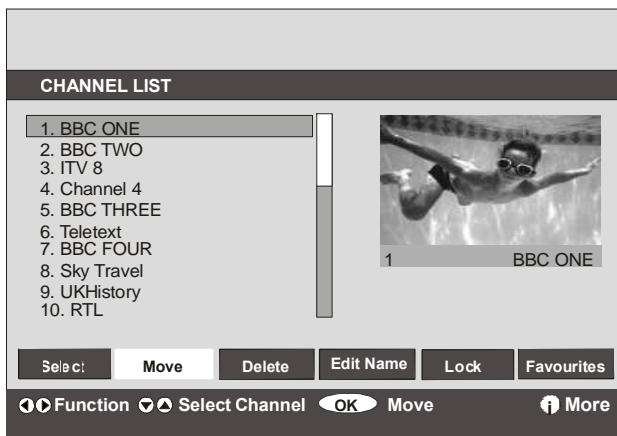 CHANNEL LIST
1. BBC ONE
2. BBC TWO
3. ITV 8
4. Channel 4
5. BBC THREE
6. Teletext
7. BBC FOUR
8. Sky Travel
9. UKHistory
10. RTL
1 BBC ONE
Select Move Delete Edit Name Lock Favourites
Function Select Channel OK Move i More